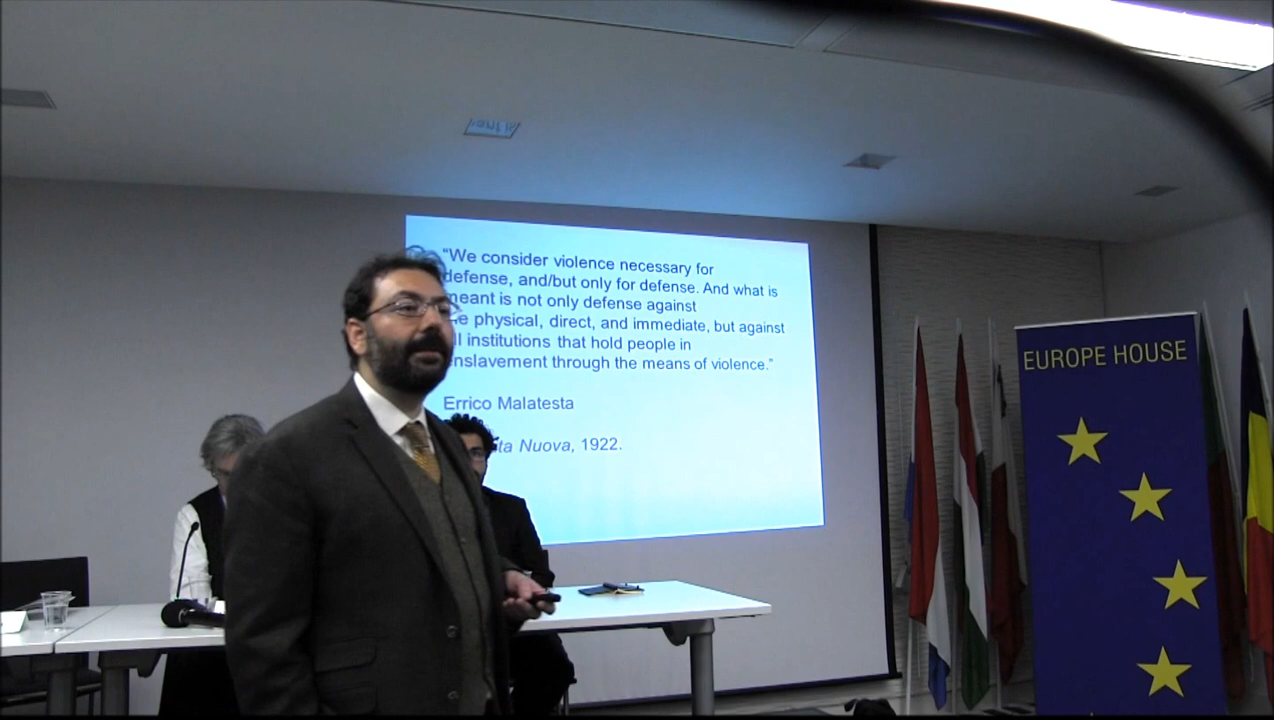 "We consider violence necessary for
defense, and/but only for defense. And what is
meant is not only defense against
physical, direct, and immediate, but against
institutions that hold people in
enslavement through the means of violence."
Errico Malatesta
Nuova, 1922.
EUROPE HOUSE